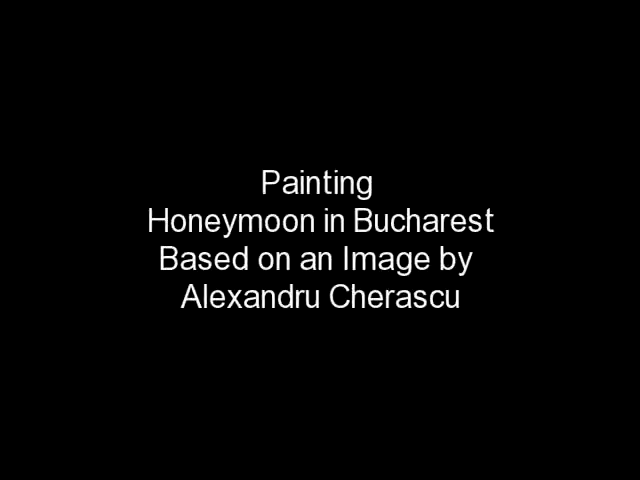 Painting
Honeymoon in Bucharest
Based on an Image by
Alexandru Cherascu